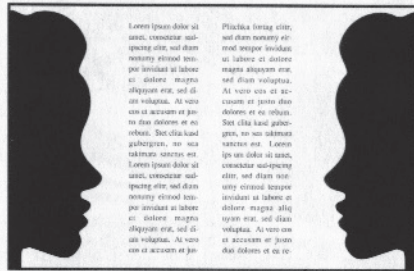 Lorem ipsum dolor sit
amet, consetetur sad-
ipscing elitr, sed diam
nonumy eirmod tem-
por invidunt ut labore
et dolore magna
aliquyam erat, sed di-
am voluptua. At vero
eos et accusam et justo
duo dolores et ea
rebum. Stet clita kasd
gubergren, no sea
takimata sanctus est.
Lorem ipsum dolor sit
amet, consetetur sad-
ipscing elitr, sed diam
nonumy eirmod tem-
por invidunt ut labore
et dolore magna
aliquyam erat, sed di-
am voluptua. At vero
eos et accusam et jus-
fortag elitr,
sed diam nonumy eir-
mod tempor invidunt
ut labore et dolore
magna aliquyam erat,
sed diam voluptua.
At vero eos et ac-
cusam et justo duo
dolores et ea rebum.
Stet clita kasd guber-
gren, no sea takimata
sanctus est. Lorem
ips um dolor sit amet,
consetetur sad-ipscing
elitr, sed diam non-
umy eirmod tempor
invidunt ut labore et
dolore magna aliq
uyam erat, sed diam
voluptua. At vero eos
et accusam et justo
duo dolores et ea re-